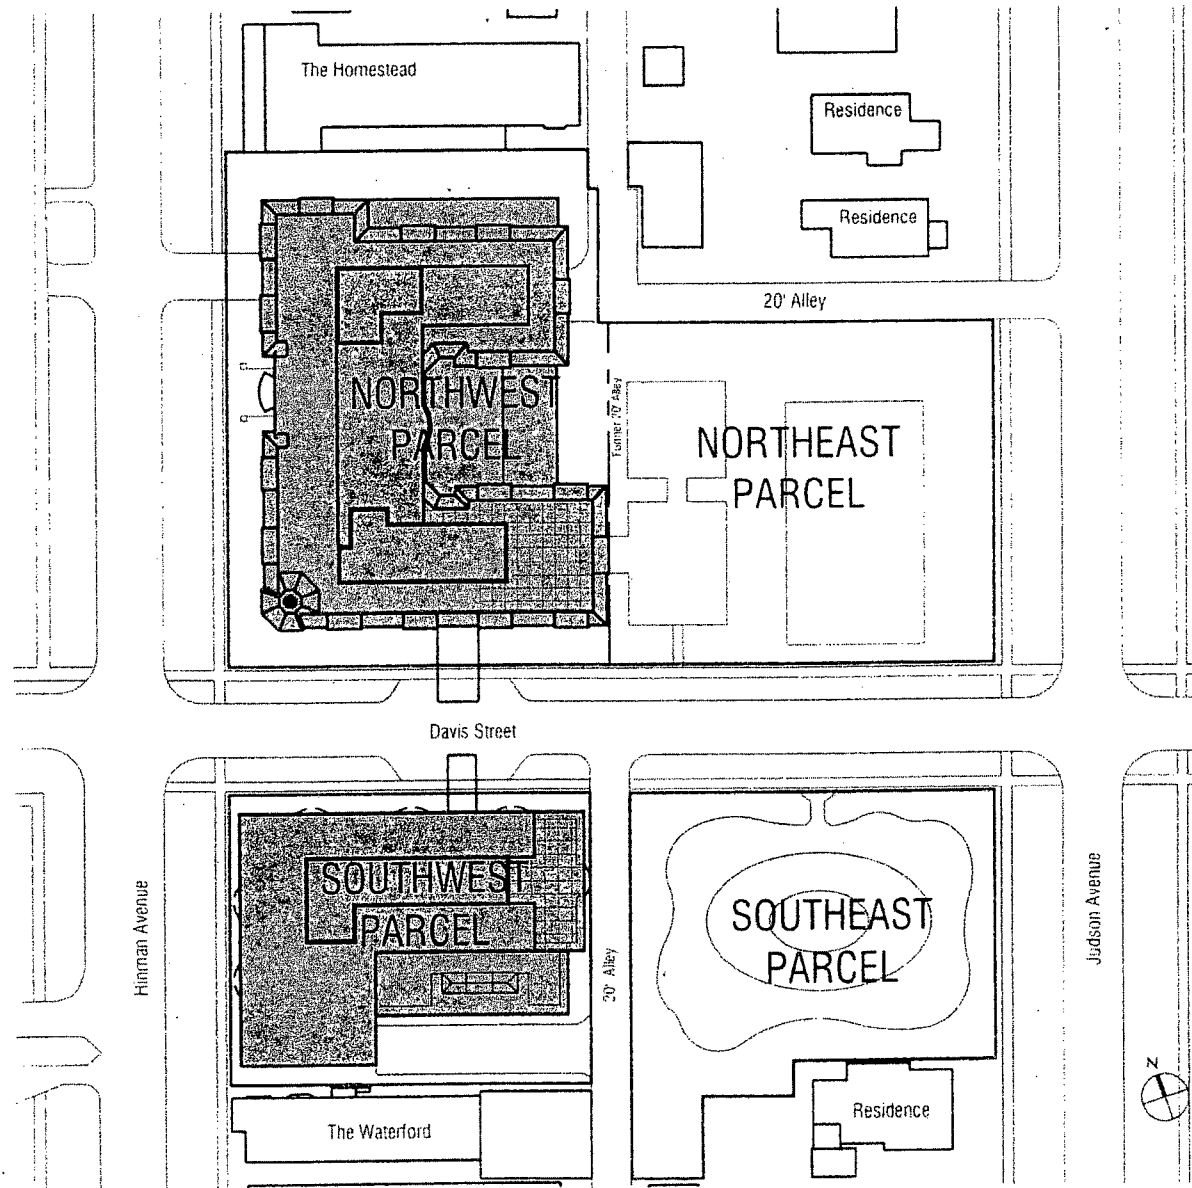 The Homestead
Residence
Residence
20' Alley
NORTHWEST
PARCEL
Former 20' Alley
NORTHEAST
PARCEL
Davis Street
Hinman Avenue
SOUTHWEST
PARCEL
20' Alley
SOUTHEAST
PARCEL
Judson Avenue
N
The Waterford
Residence